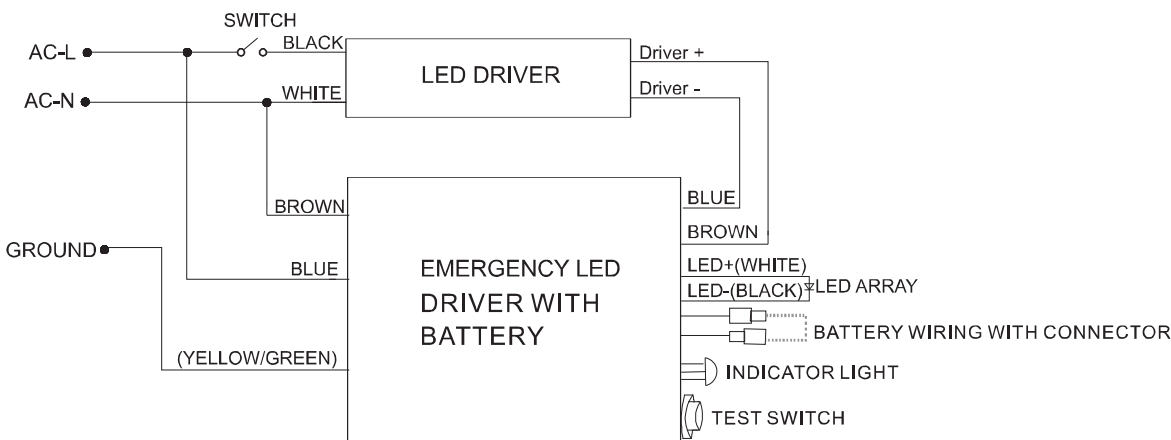 SWITCH
AC-L
BLACK
LED DRIVER
Driver +
AC-N
WHITE
Driver -
BROWN
BLUE
BROWN
GROUND
BLUE
EMERGENCY LED
DRIVER WITH
BATTERY
LED+(WHITE)
LED-(BLACK)
LED ARRAY
BATTERY WIRING WITH CONNECTOR
(YELLOW/GREEN)
INDICATOR LIGHT
TEST SWITCH